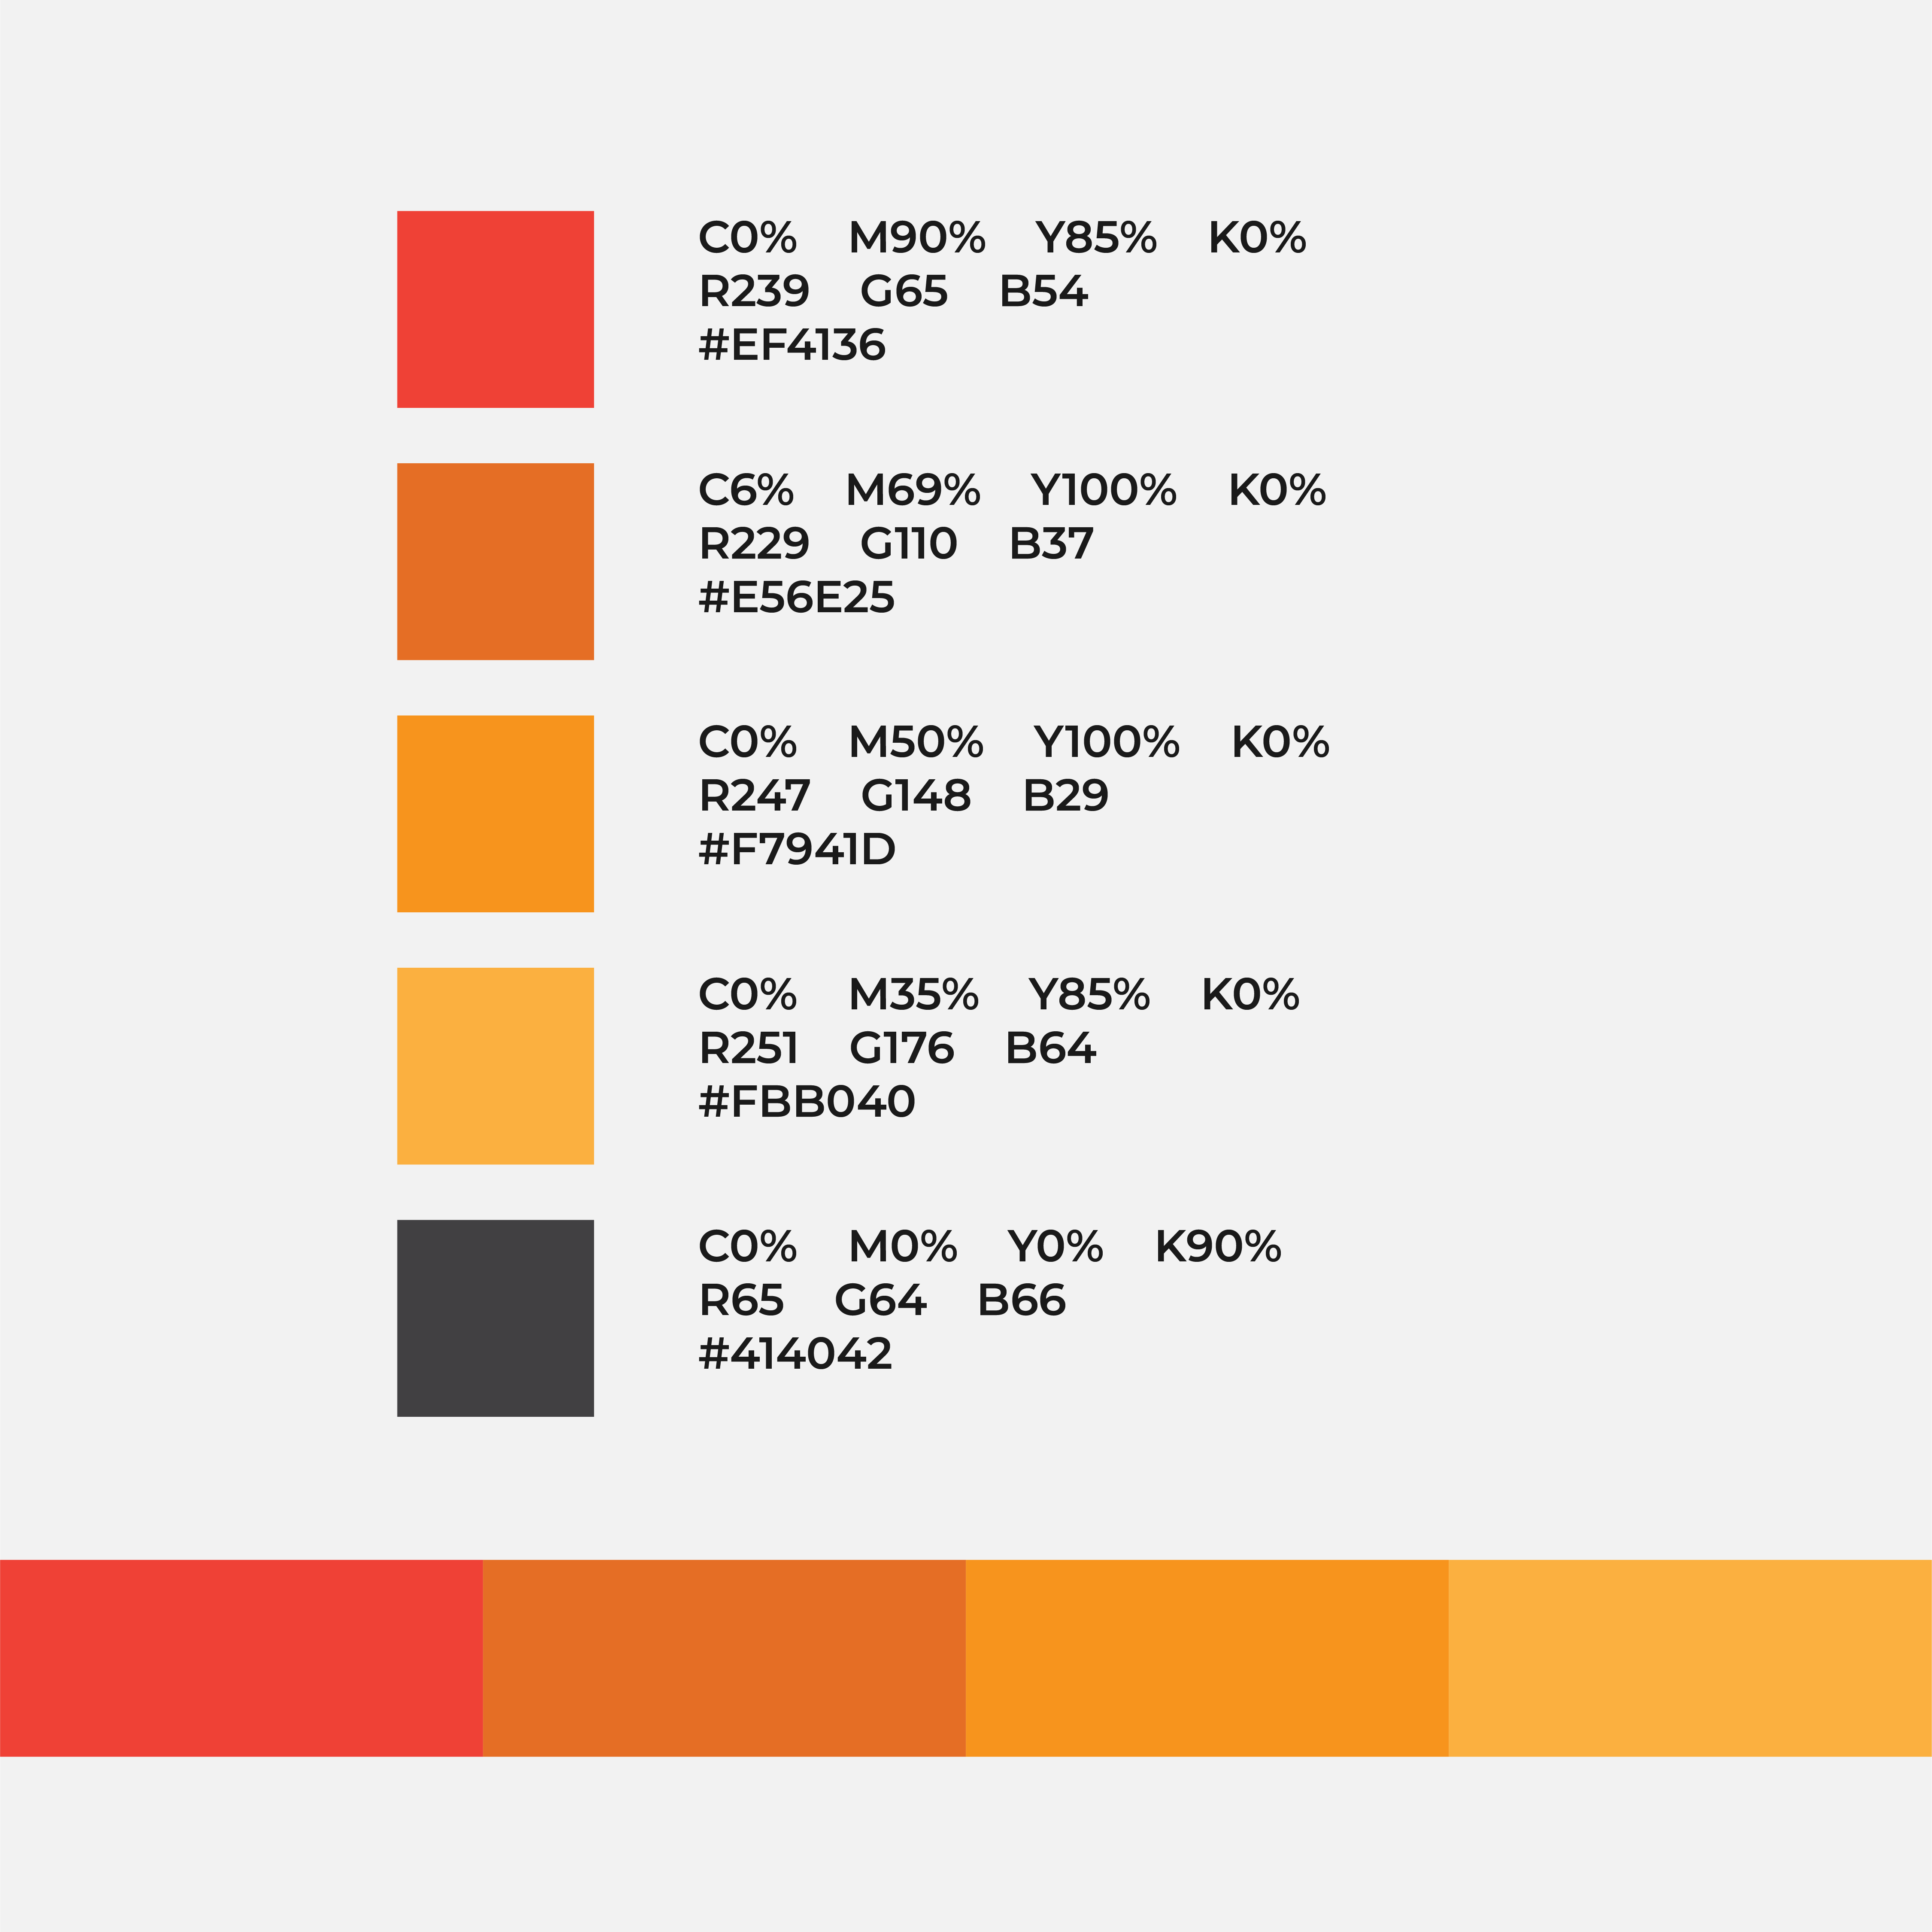 C0% M90% Y85% K0%
R239 G65 B54
#EF4136
C6% M69% Y100% K0%
R229 G110 B37
#E56E25
C0% M50% Y100% K0%
R247 G148 B29
#F7941D
C0% M35% Y85% K0%
R251 G176 B64
#FBB040
C0% M0% Y0% K90%
R65 G64 B66
#414042